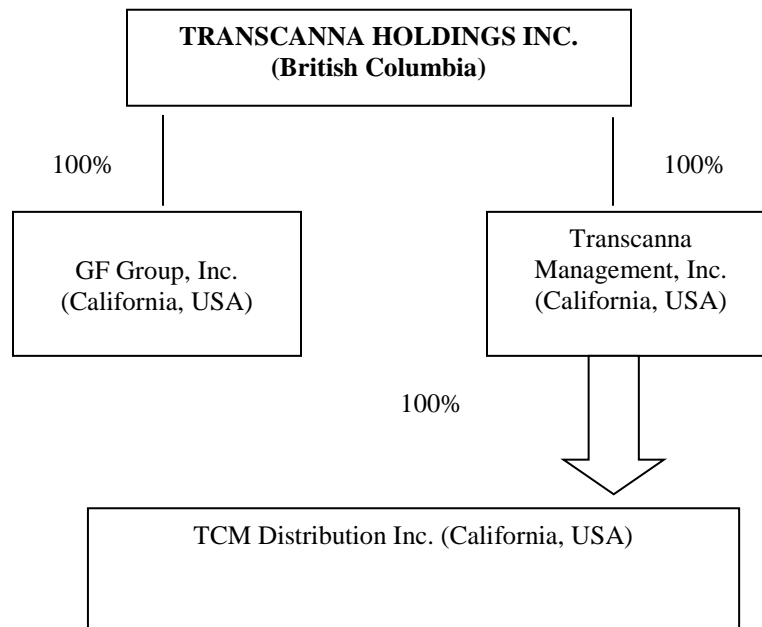 TRANSCANNA HOLDINGS INC.
(British Columbia)
100%
100%
GF Group, Inc.
(California, USA)
Transcanna
Management, Inc.
(California, USA)
100%
TCM Distribution Inc. (California, USA)